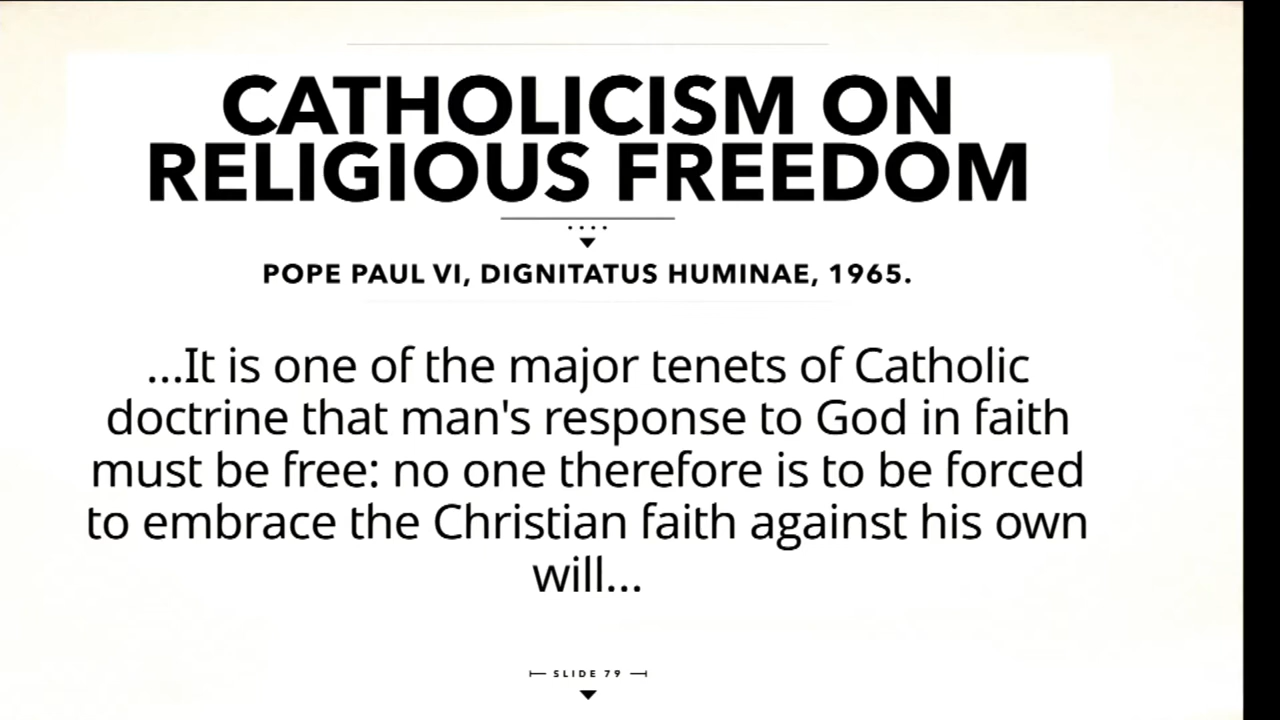 CATHOLICISM ON
RELIGIOUS FREEDOM
POPE PAUL VI, DIGNITATUS HUMINAE, 1965.
...It is one of the major tenets of Catholic
doctrine that man's response to God in faith
must be free: no one therefore is to be forced
to embrace the Christian faith against his own
will...
SLIDE 79